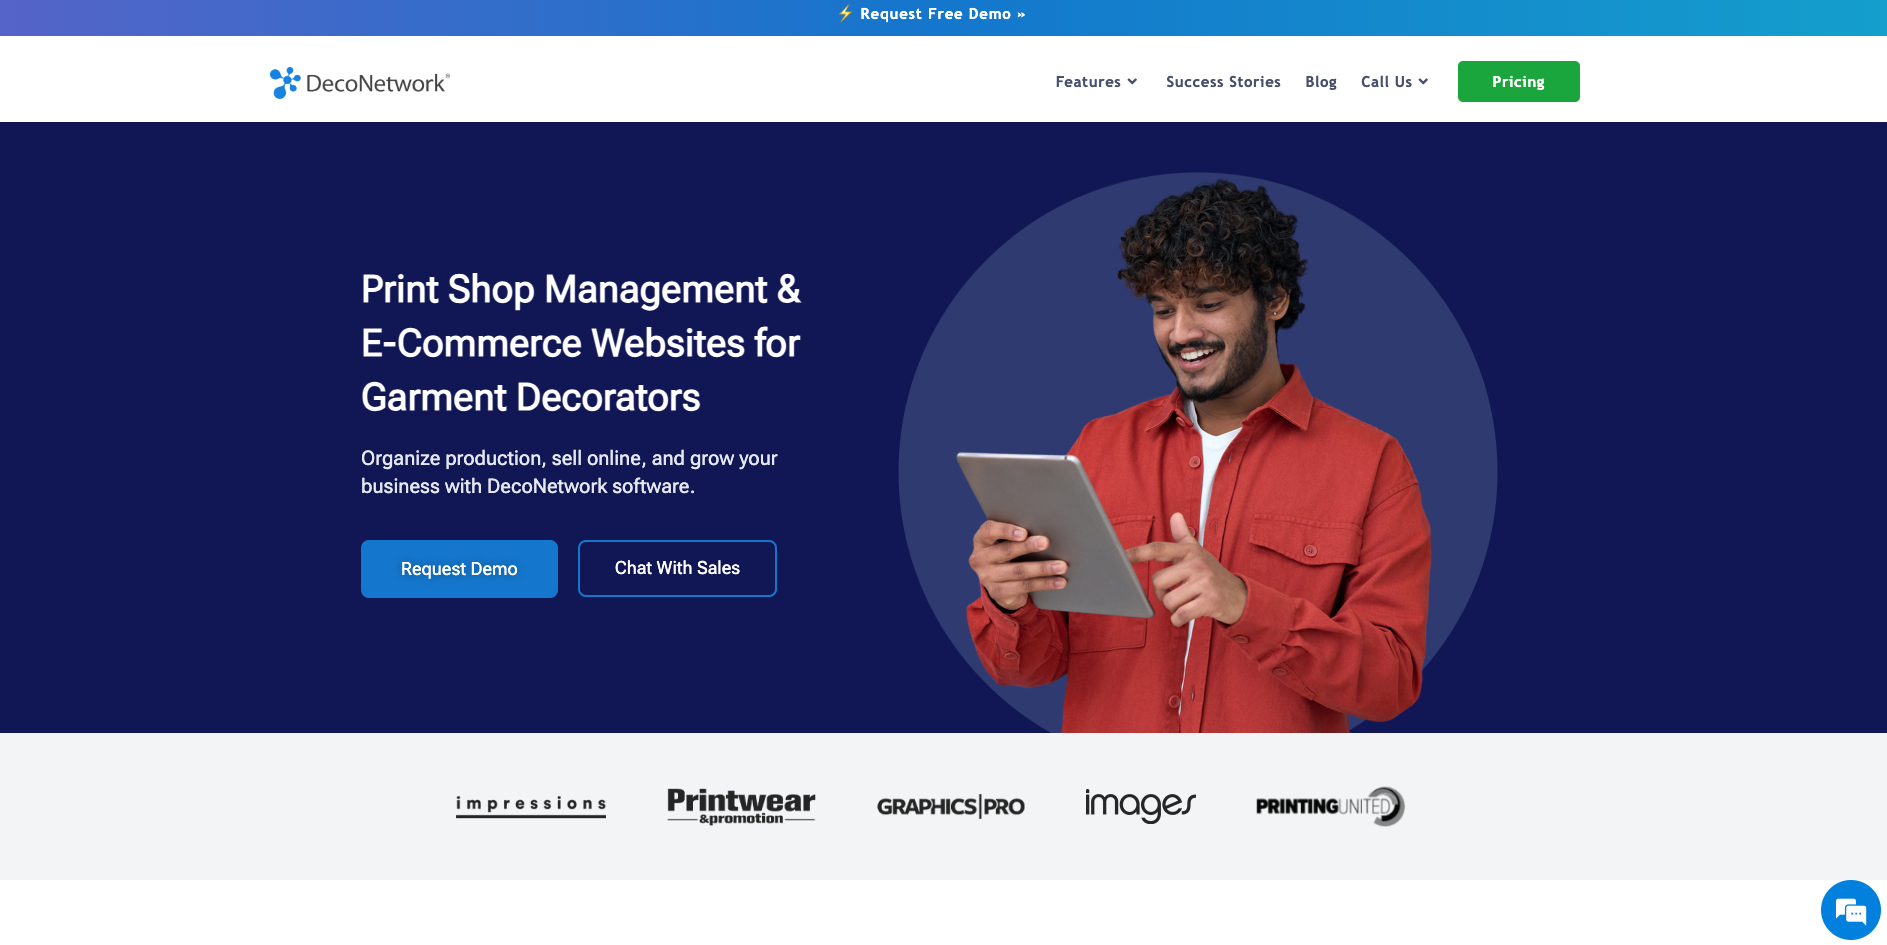 ⚡ Request Free Demo »
DecoNetwork®
Features
Success Stories
Blog
Call Us
Pricing
Print Shop Management &
E-Commerce Websites for
Garment Decorators
Organize production, sell online, and grow your
business with DecoNetwork software.
Request Demo
Chat With Sales
impressions
Printwear
&promotion
GRAPHICS|PRO
images
PRINTING UNITED